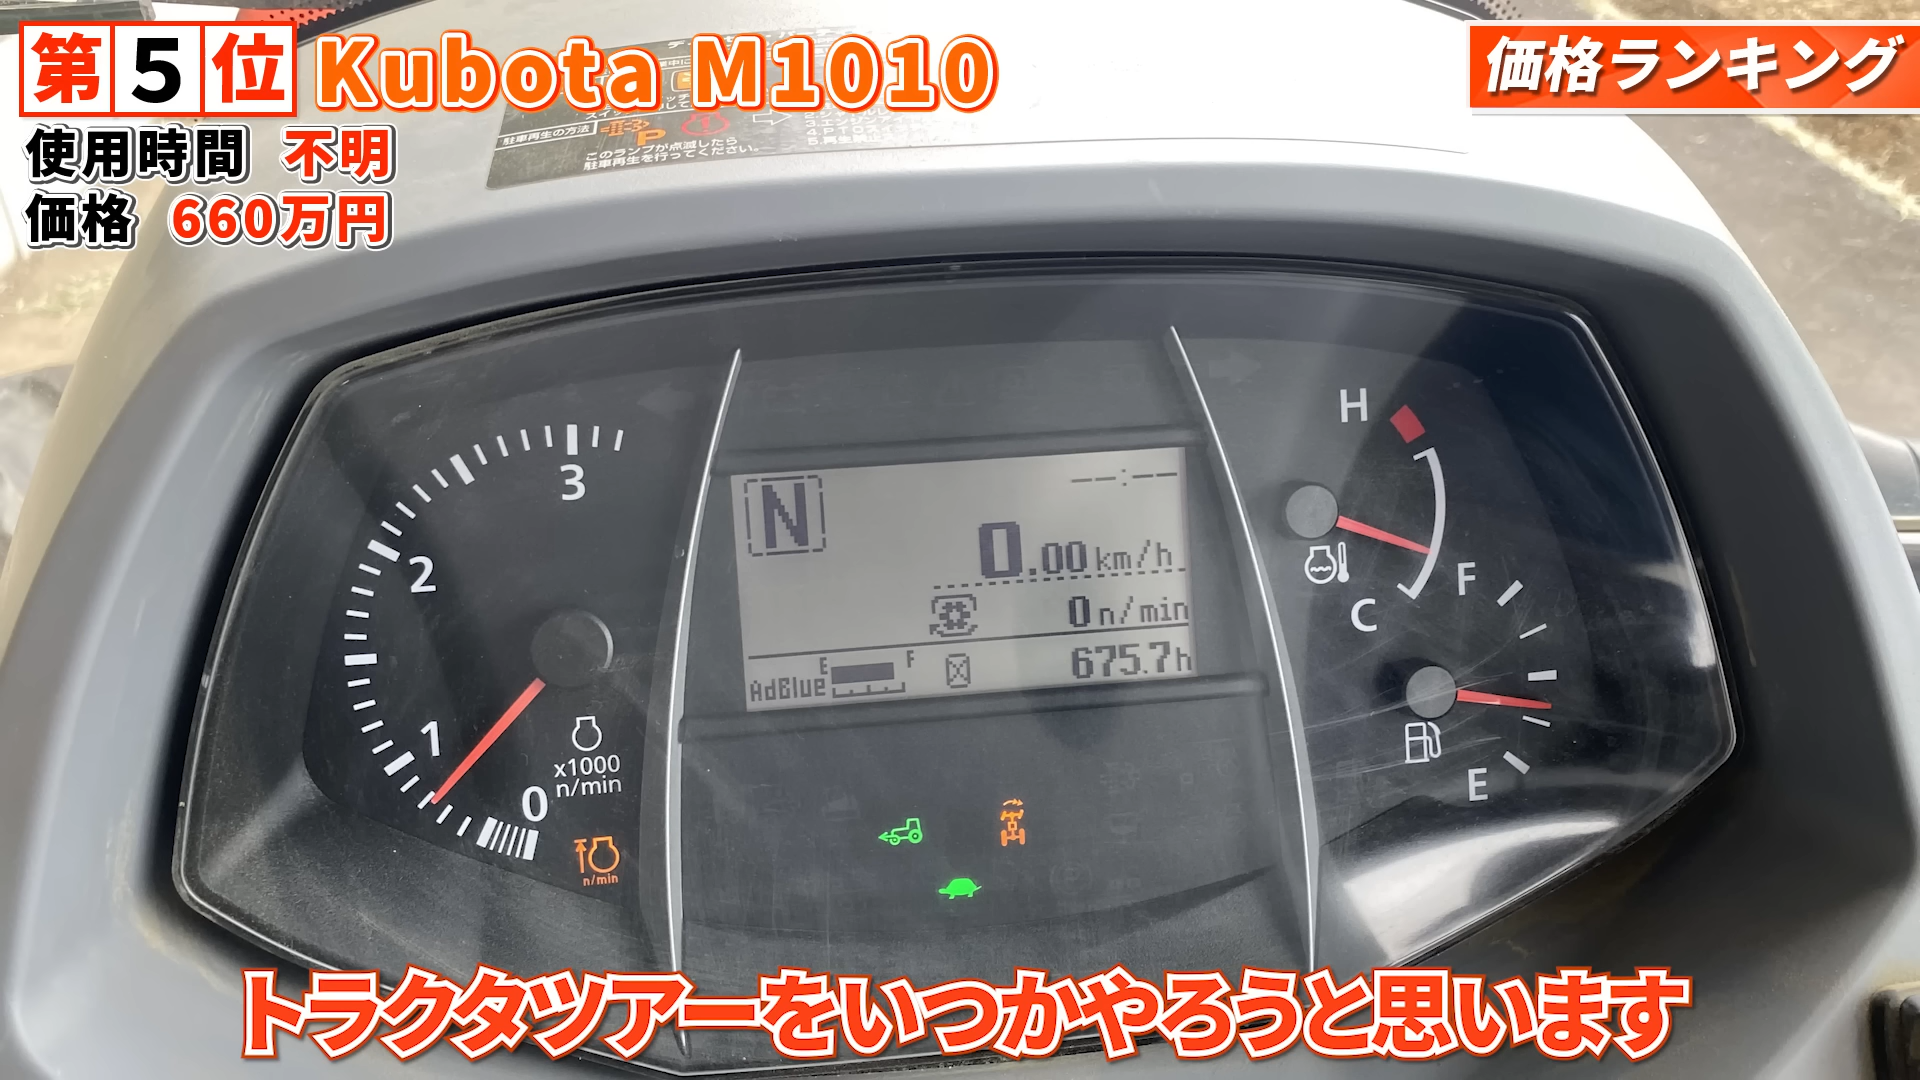 第5位 Kubota M1010
価格ランキング
使用時間 不明
価格 660万円
駐車再生の方法
このランプが点滅したら
駐車再生を行ってください。
P
3
2
1
0
x1000
n/min
n/min
N
--:--
0.00 km/h
0 n/min
E F
AdBlue
675.7h
H
C
F
E
トラクタツアーをいつかやろうと思います